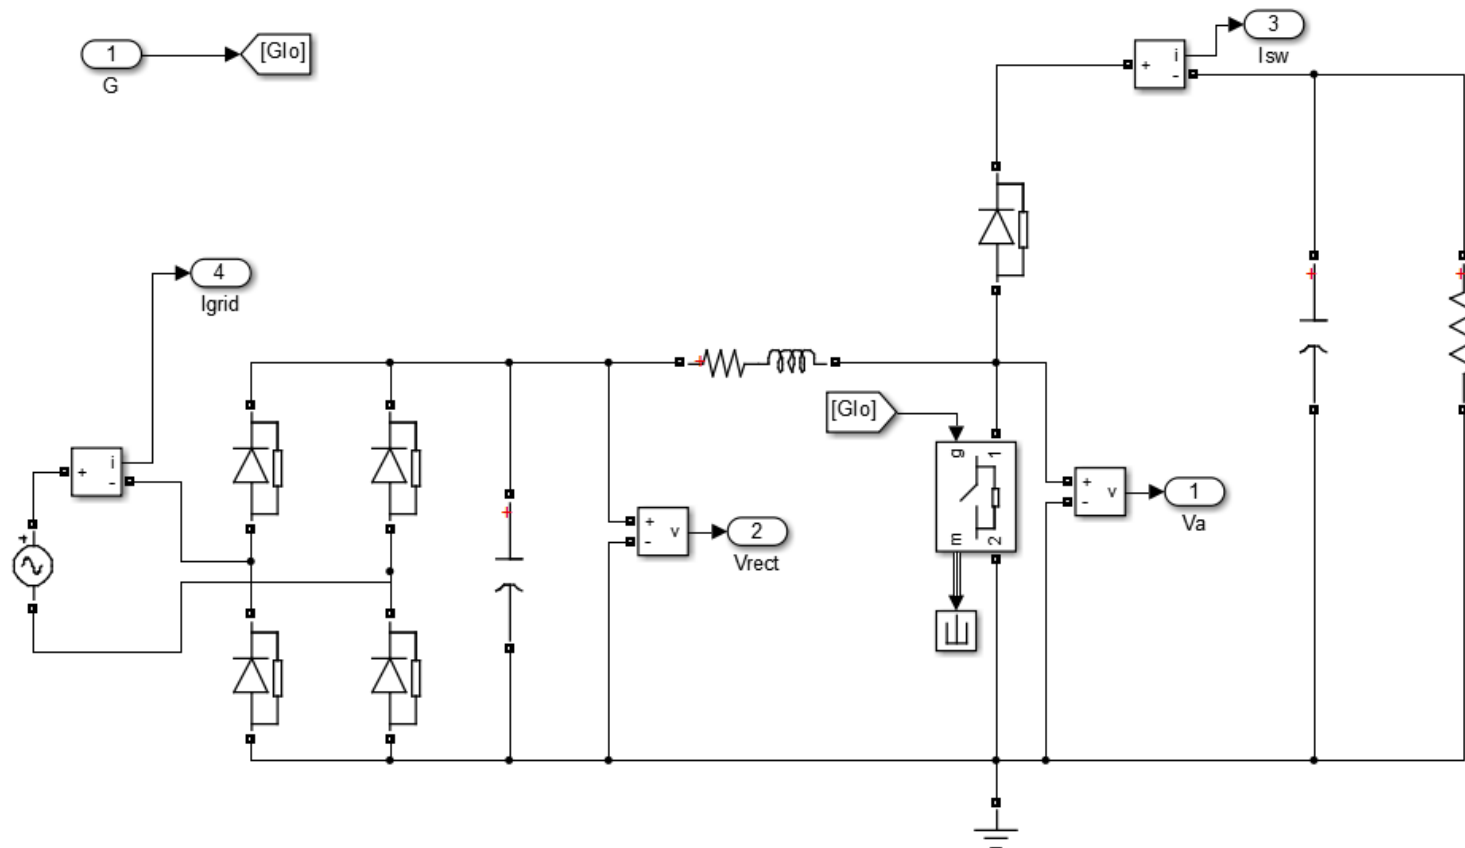 1
G
[Glo]
i
+
-
3
Isw
4
Igrid
+
i
+
-
+
+
+
[Glo]
g
1
m
2
+
-
v
1
Va
+
+
-
v
2
Vrect